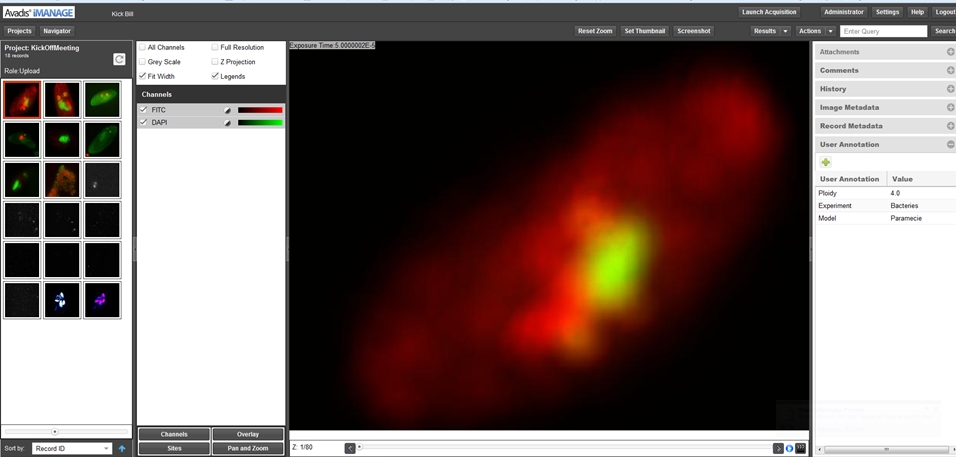 Avadis iMANAGE
Kick Bill
Launch Acquisition
Administrator
Settings
Help
Logout
Projects
Navigator
Reset Zoom
Set Thumbnail
Screenshot
Results
Actions
Enter Query
Search
Project: KickOffMeeting
18 records
Role:Upload
All Channels
Full Resolution
Grey Scale
Z Projection
Fit Width
Legends
Channels
FITC
DAPI
Exposure Time:5.0000002E-5
Attachments
Comments
History
Image Metadata
Record Metadata
User Annotation
User Annotation Value
Ploidy 4.0
Experiment Bacteries
Model Paramecie
Channels
Overlay
Sites
Pan and Zoom
Sort by: Record ID
Z: 1/80